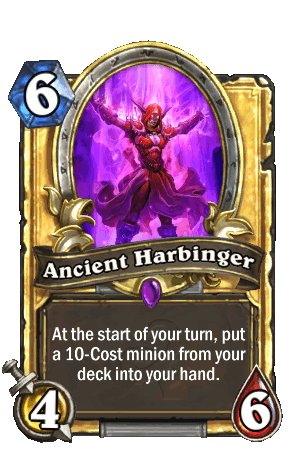 6
Ancient Harbinger
At the start of your turn, put
a 10-Cost minion from your
deck into your hand.
4
6